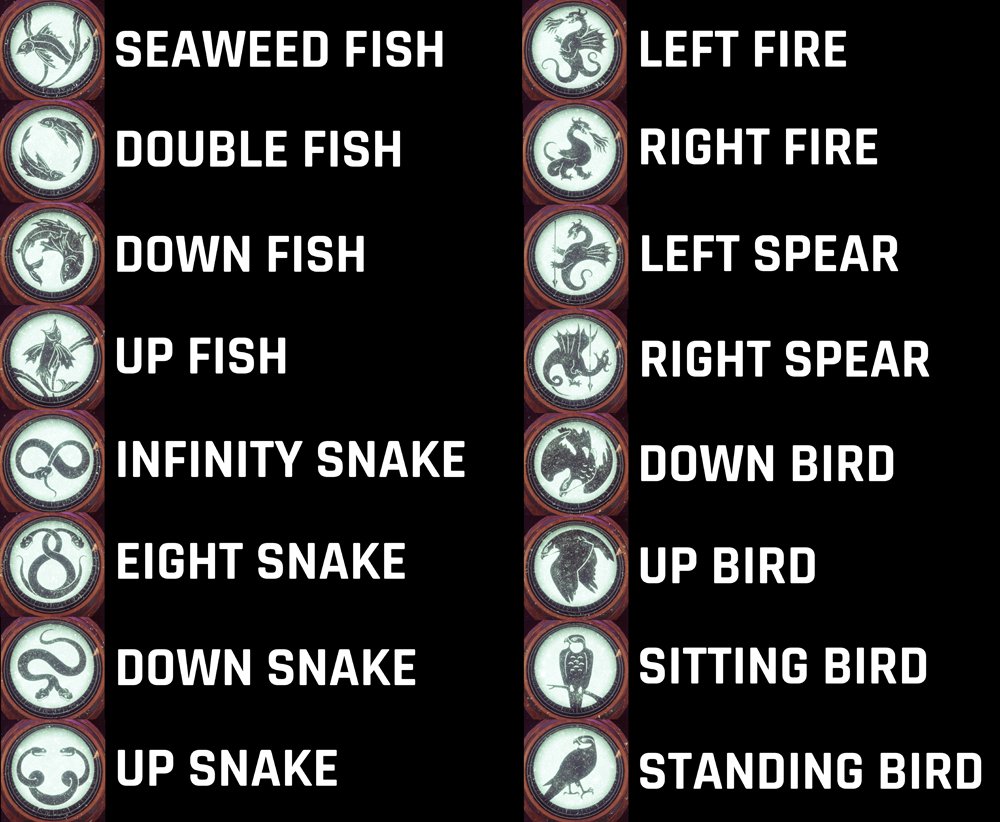 SEAWEED FISH
DOUBLE FISH
DOWN FISH
UP FISH
INFINITY SNAKE
EIGHT SNAKE
DOWN SNAKE
UP SNAKE
LEFT FIRE
RIGHT FIRE
LEFT SPEAR
RIGHT SPEAR
DOWN BIRD
UP BIRD
SITTING BIRD
STANDING BIRD